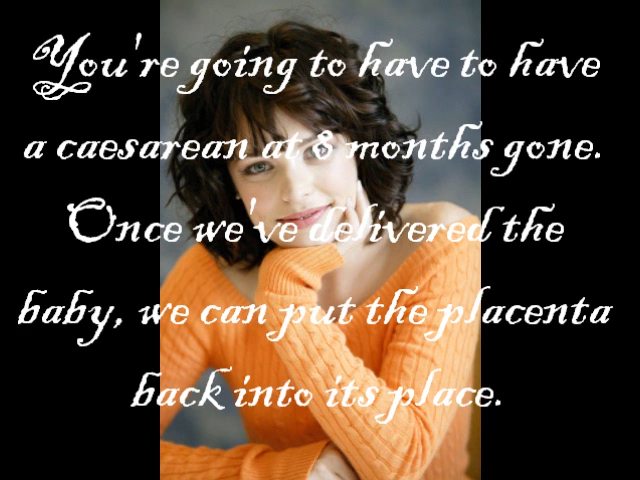 You're going to have to have
a caesarean at 8 months gone.
Once we've delivered the
baby, we can put the placenta
back into its place.